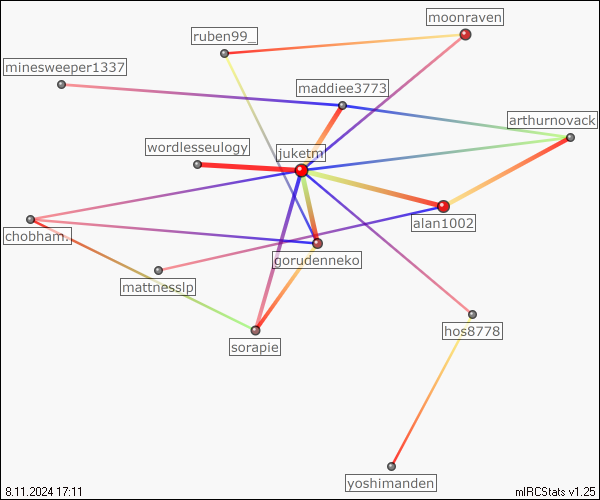 moonraven
ruben99_
minesweeper1337
maddiee3773
arthurnovack
wordlesseulogy
juketm
alan1002
chobham.
gorudenneko
mattnesslp
hos8778
sorapie
yoshimanden
8.11.2024 17:11
mIRCStats v1.25